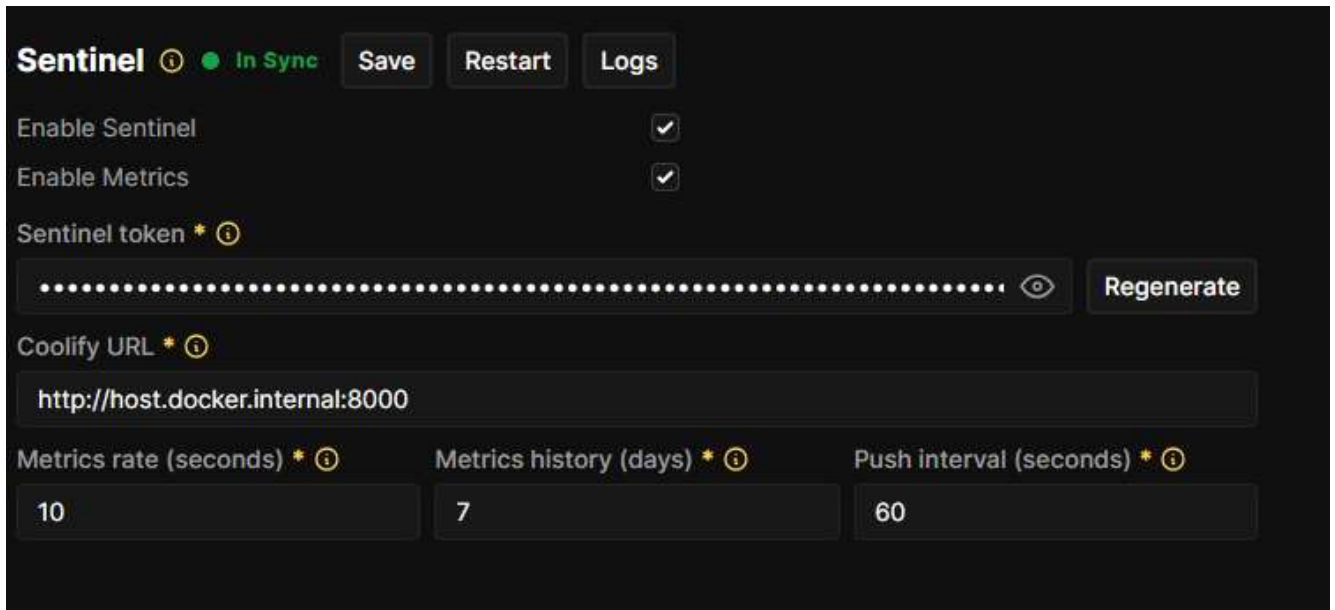 Sentinel In Sync Save Restart Logs
Enable Sentinel
Enable Metrics
Sentinel token *
Regenerate
Coolify URL *
http://host.docker.internal:8000
Metrics rate (seconds) * Metrics history (days) * Push interval (seconds) *
10 7 60